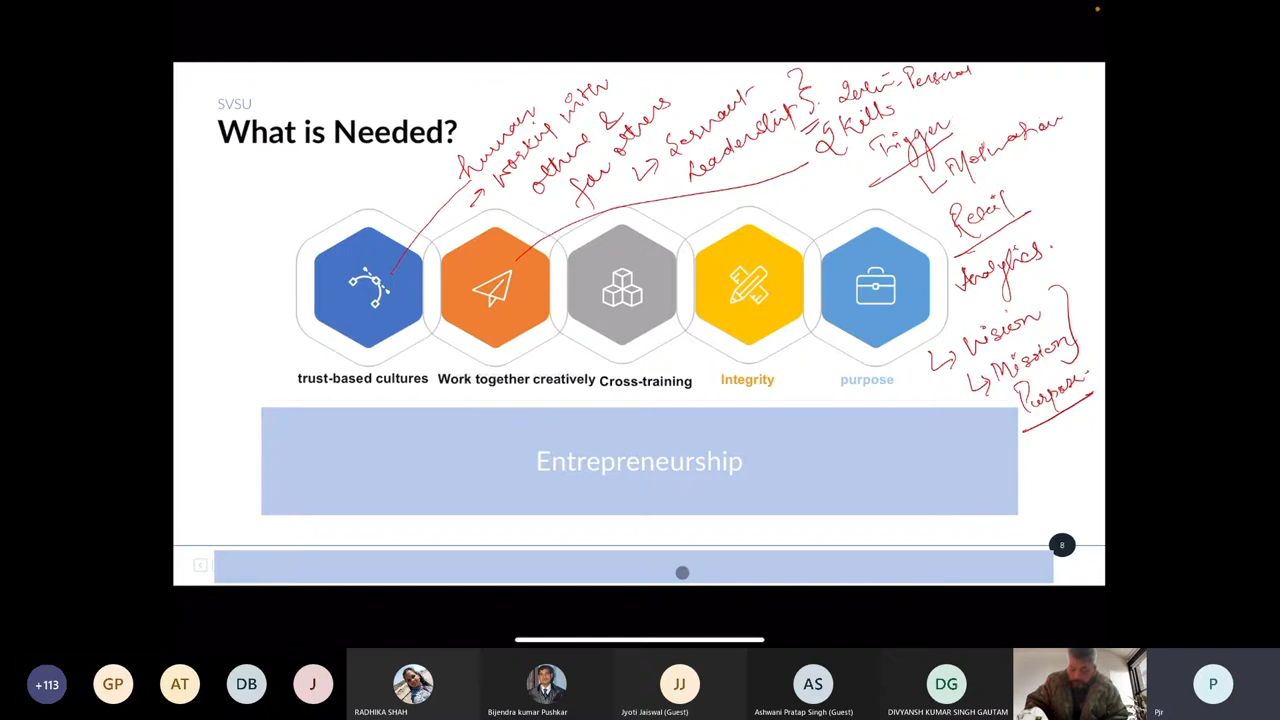 SVSU
What is Needed?
human
→ working with
others &
for others
↳ Servant
Leadership
Skills
Trigger
↳ Motivation
Retail
Analytics.
↳ Vision
↳ Mission
Purpose
trust-based cultures
Work together creatively
Cross-training
Integrity
purpose
Entrepreneurship
8
+113
GP
AT
DB
J
RADHIKA SHAH
Bijendra kumar Pushkar
JJ
Jyoti Jaiswal (Guest)
AS
Ashwani Pratap Singh (Guest)
DG
DIVYANSH KUMAR SINGH GAUTAM
P
Pjr